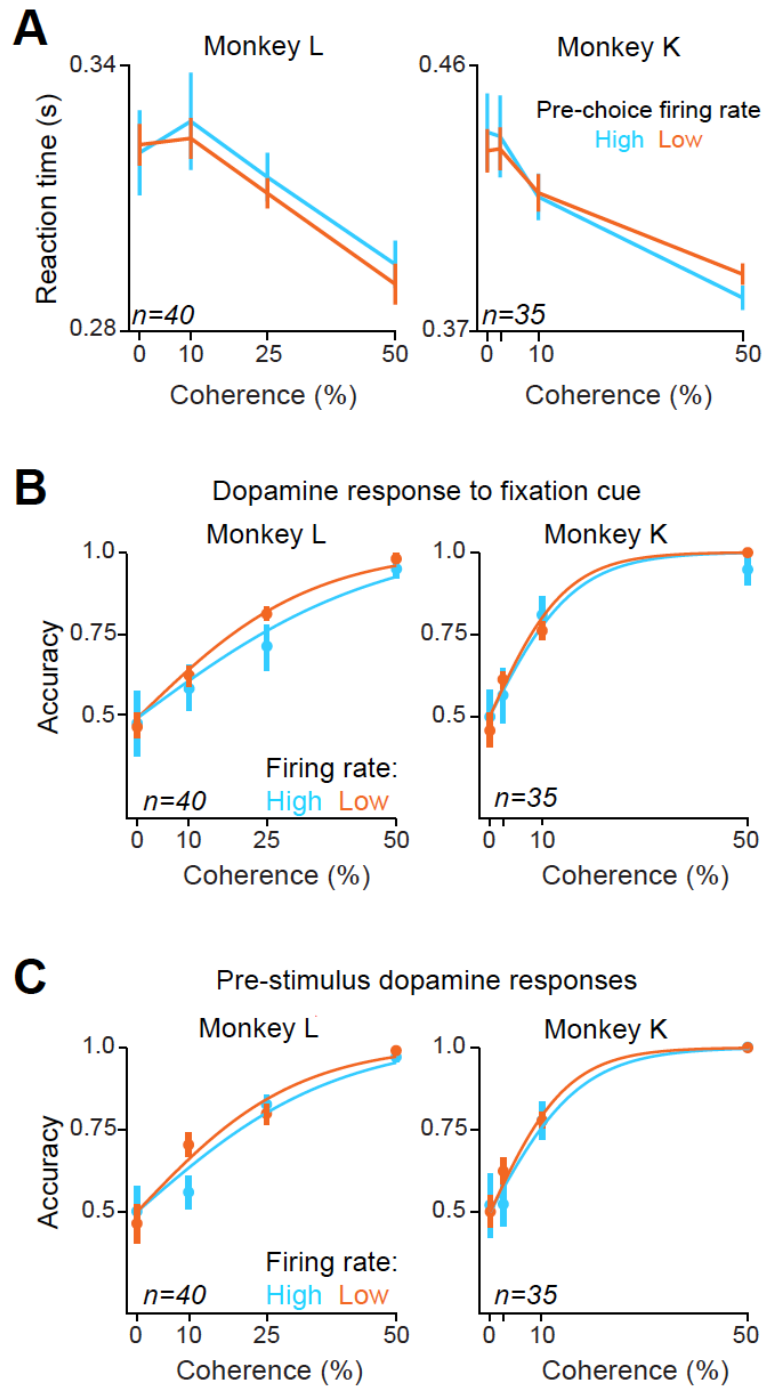 A
Monkey L
Monkey K
0.34
0.28
Reaction time (s)
n=40
0 10 25 50
Coherence (%)
0.46
0.37
Pre-choice firing rate
High Low
n=35
0 10 50
Coherence (%)
B
Dopamine response to fixation cue
Monkey L
Monkey K
1.0
0.75
0.5
Accuracy
Firing rate:
High Low
n=40
0 10 25 50
Coherence (%)
1.0
0.75
0.5
n=35
0 10 50
Coherence (%)
C
Pre-stimulus dopamine responses
Monkey L
Monkey K
1.0
0.75
0.5
Accuracy
Firing rate:
High Low
n=40
0 10 25 50
Coherence (%)
1.0
0.75
0.5
n=35
0 10 50
Coherence (%)